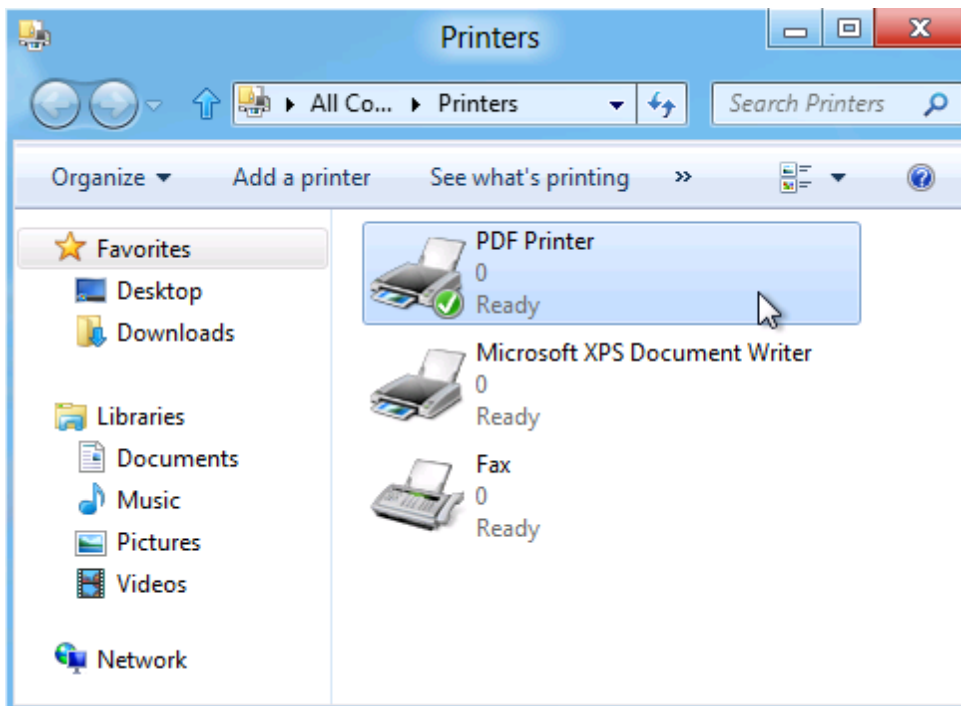 Printers
All Co... Printers
Search Printers
Organize Add a printer See what's printing »
Favorites
Desktop
Downloads
Libraries
Documents
Music
Pictures
Videos
Network
PDF Printer
0
Ready
Microsoft XPS Document Writer
0
Ready
Fax
0
Ready